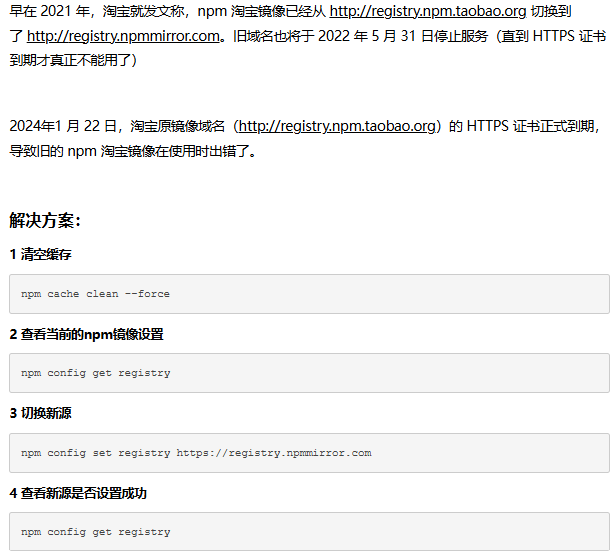 早在 2021 年，淘宝就发文称，npm 淘宝镜像已经从 http://registry.npm.taobao.org 切换到
了 http://registry.npmmirror.com。旧域名也将于 2022 年 5 月 31 日停止服务（直到 HTTPS 证书
到期才真正不能用了）
2024年1 月 22 日，淘宝原镜像域名（http://registry.npm.taobao.org）的 HTTPS 证书正式到期，
导致旧的 npm 淘宝镜像在使用时出错了。
解决方案：
1 清空缓存
npm cache clean --force
2 查看当前的npm镜像设置
npm config get registry
3 切换新源
npm config set registry https://registry.npmmirror.com
4 查看新源是否设置成功
npm config get registry